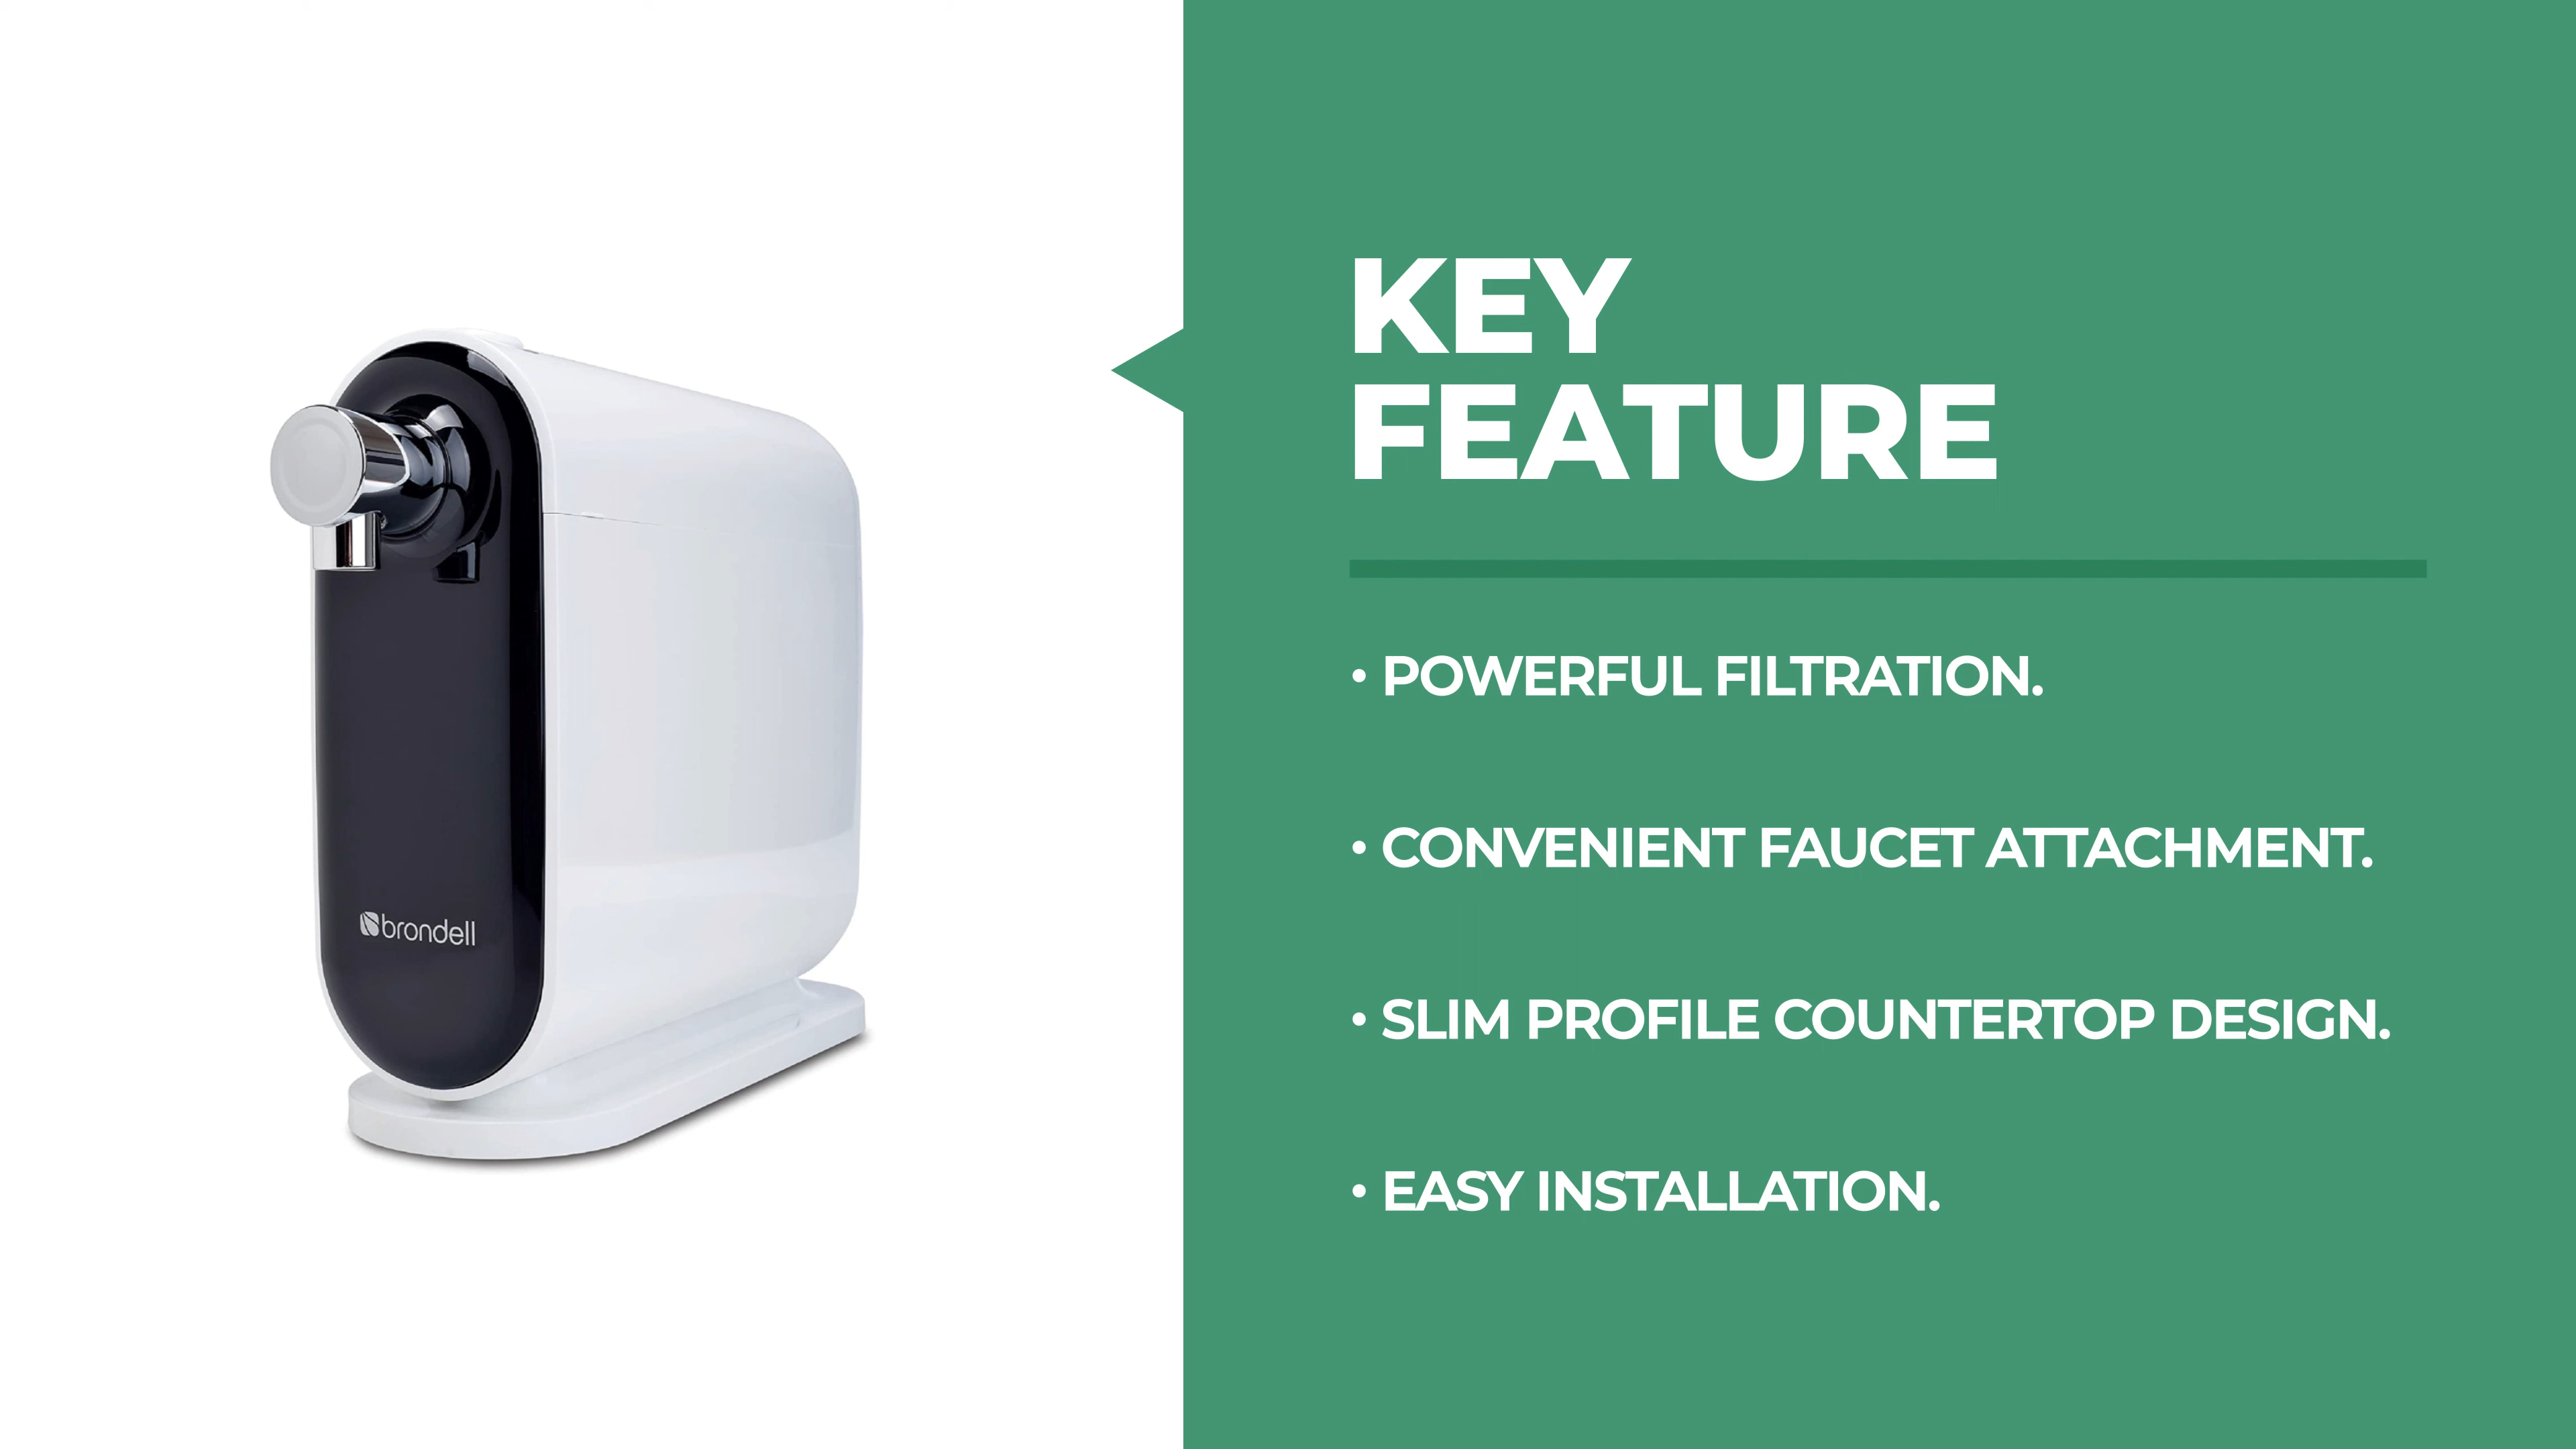 brondell
KEY
FEATURE
• POWERFUL FILTRATION.
• CONVENIENT FAUCET ATTACHMENT.
• SLIM PROFILE COUNTERTOP DESIGN.
• EASY INSTALLATION.